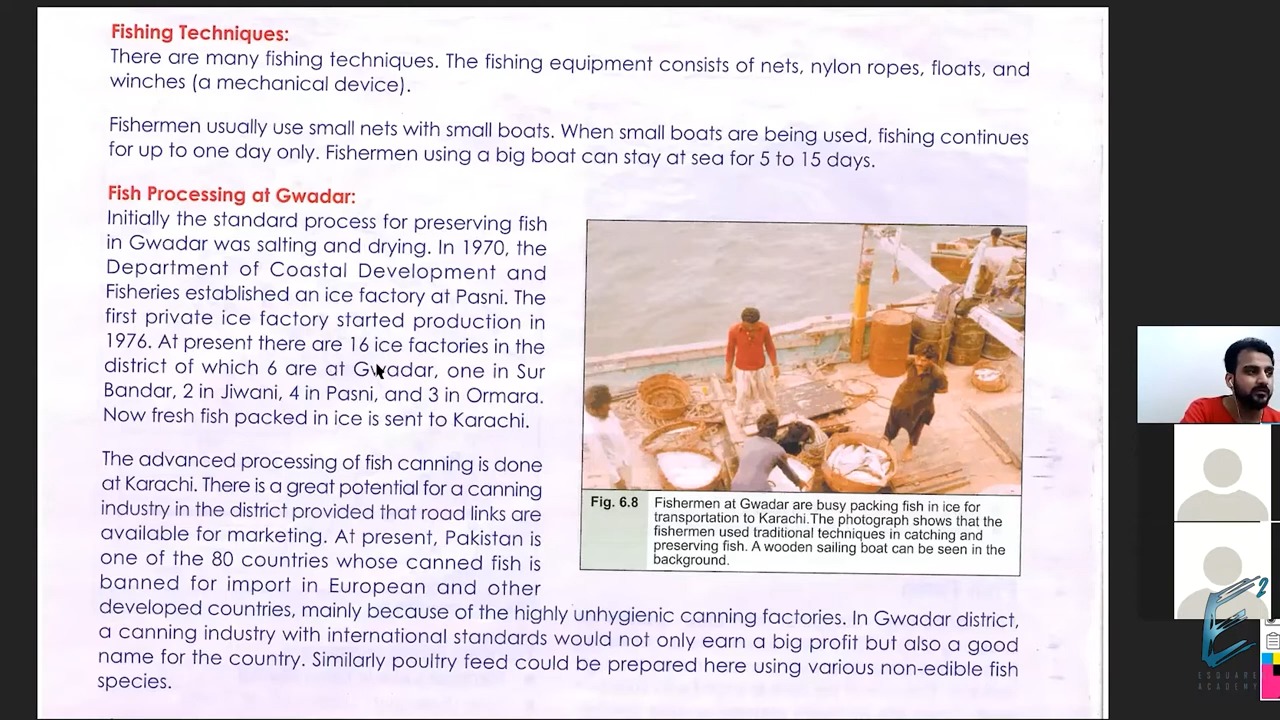 Fishing Techniques:
There are many fishing techniques. The fishing equipment consists of nets, nylon ropes, floats, and
winches (a mechanical device).
Fishermen usually use small nets with small boats. When small boats are being used, fishing continues
for up to one day only. Fishermen using a big boat can stay at sea for 5 to 15 days.
Fish Processing at Gwadar:
Initially the standard process for preserving fish
in Gwadar was salting and drying. In 1970, the
Department of Coastal Development and
Fisheries established an ice factory at Pasni. The
first private ice factory started production in
1976. At present there are 16 ice factories in the
district of which 6 are at Gwadar, one in Sur
Bandar, 2 in Jiwani, 4 in Pasni, and 3 in Ormara.
Now fresh fish packed in ice is sent to Karachi.
The advanced processing of fish canning is done
at Karachi. There is a great potential for a canning
industry in the district provided that road links are
available for marketing. At present, Pakistan is
one of the 80 countries whose canned fish is
banned for import in European and other
developed countries, mainly because of the highly unhygienic canning factories. In Gwadar district,
a canning industry with international standards would not only earn a big profit but also a good
name for the country. Similarly poultry feed could be prepared here using various non-edible fish
species.
Fig. 6.8
Fishermen at Gwadar are busy packing fish in ice for
transportation to Karachi.The photograph shows that the
fishermen used traditional techniques in catching and
preserving fish. A wooden sailing boat can be seen in the
background.
E2
ESQUARE
ACADEMY